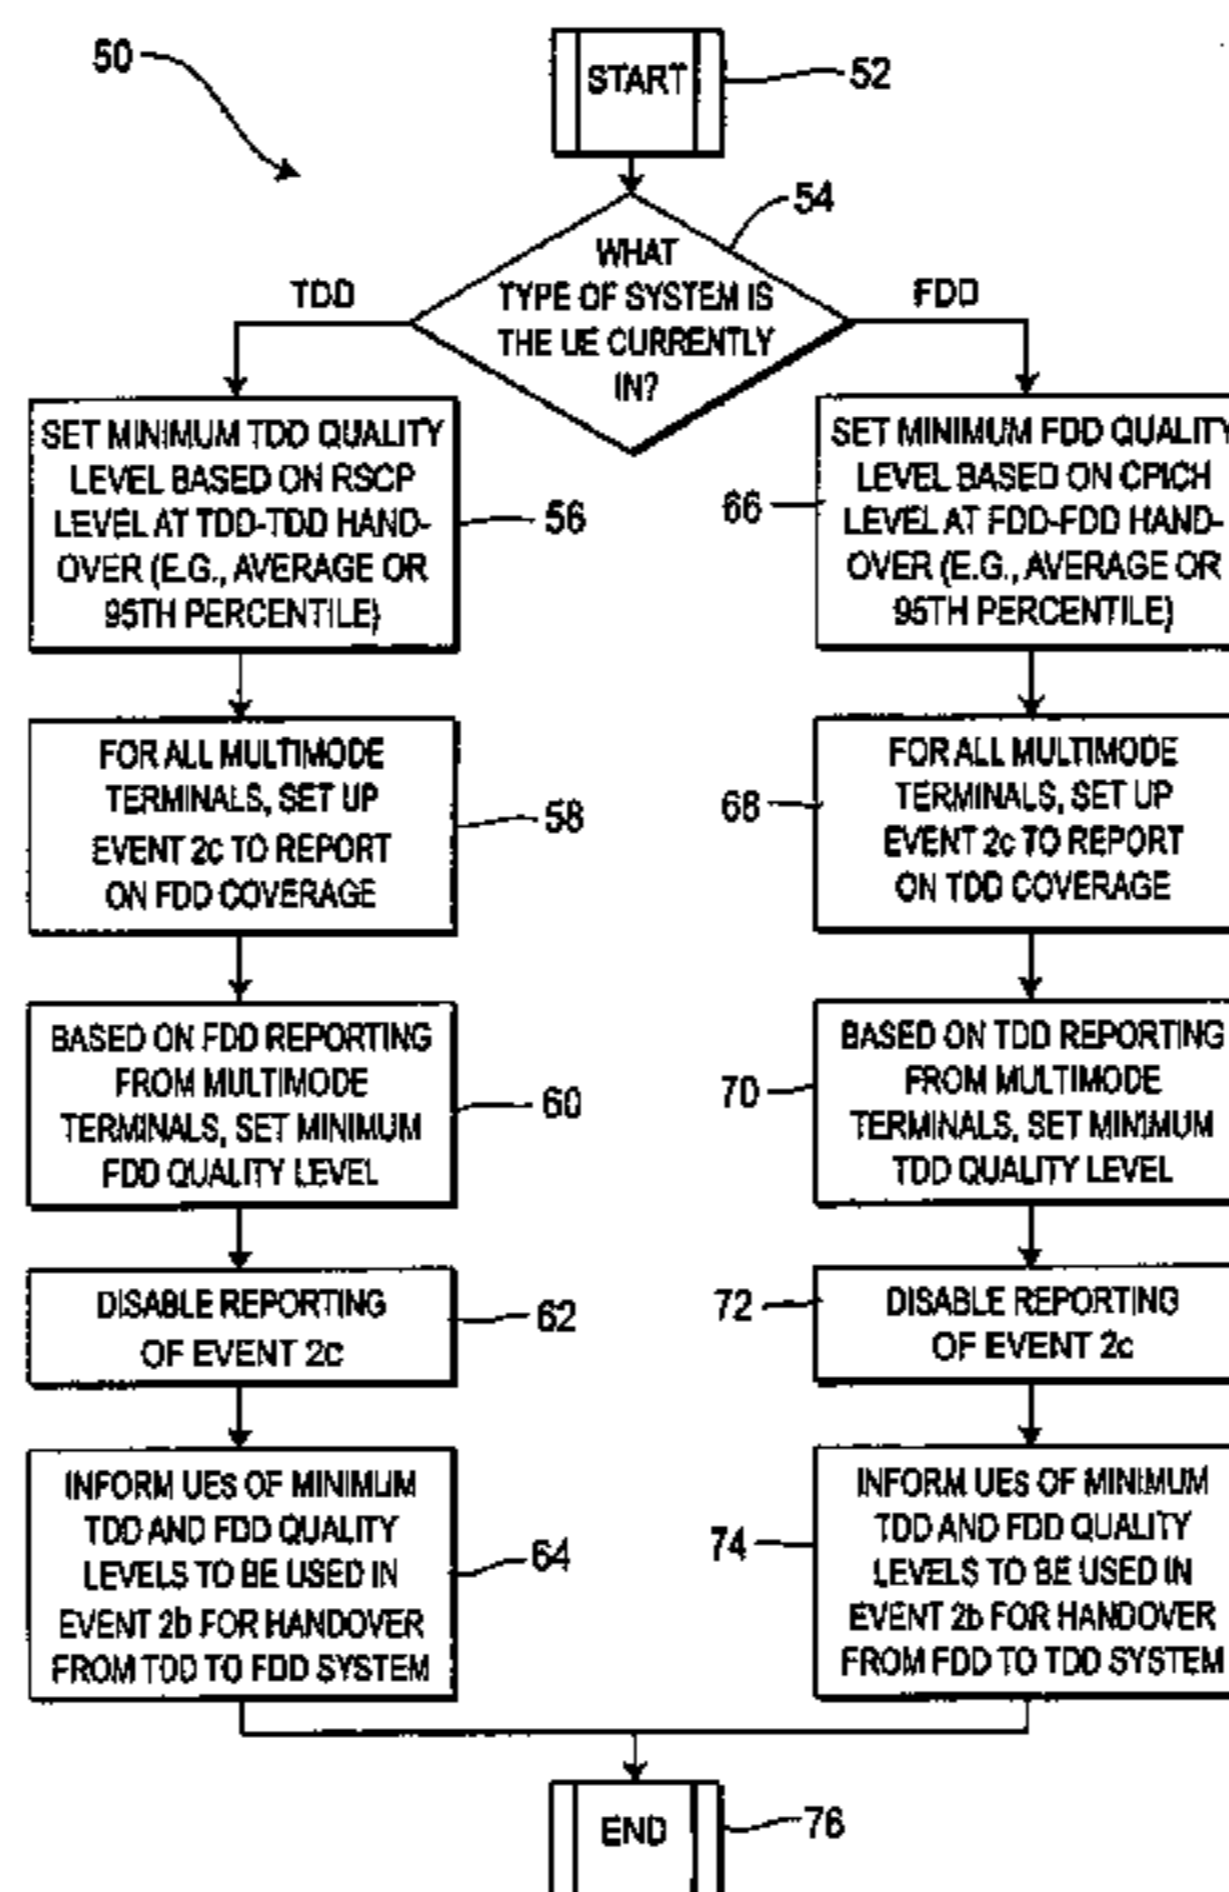 50
START
52
54
WHAT
TYPE OF SYSTEM IS
THE UE CURRENTLY
IN?
TDD
FDD
SET MINIMUM TDD QUALITY
LEVEL BASED ON RSCP
LEVEL AT TDD-TDD HAND-
OVER (E.G., AVERAGE OR
95TH PERCENTILE)
56
66
SET MINIMUM FDD QUALITY
LEVEL BASED ON CPICH
LEVEL AT FDD-FDD HAND-
OVER (E.G., AVERAGE OR
95TH PERCENTILE)
FOR ALL MULTIMODE
TERMINALS, SET UP
EVENT 2c TO REPORT
ON FDD COVERAGE
58
68
FOR ALL MULTIMODE
TERMINALS, SET UP
EVENT 2c TO REPORT
ON TDD COVERAGE
BASED ON FDD REPORTING
FROM MULTIMODE
TERMINALS, SET MINIMUM
FDD QUALITY LEVEL
60
70
BASED ON TDD REPORTING
FROM MULTIMODE
TERMINALS, SET MINIMUM
TDD QUALITY LEVEL
DISABLE REPORTING
OF EVENT 2c
62
72
DISABLE REPORTING
OF EVENT 2c
INFORM UEs OF MINIMUM
TDD AND FDD QUALITY
LEVELS TO BE USED IN
EVENT 2b FOR HANDOVER
FROM TDD TO FDD SYSTEM
64
74
INFORM UEs OF MINIMUM
TDD AND FDD QUALITY
LEVELS TO BE USED IN
EVENT 2b FOR HANDOVER
FROM FDD TO TDD SYSTEM
END
76